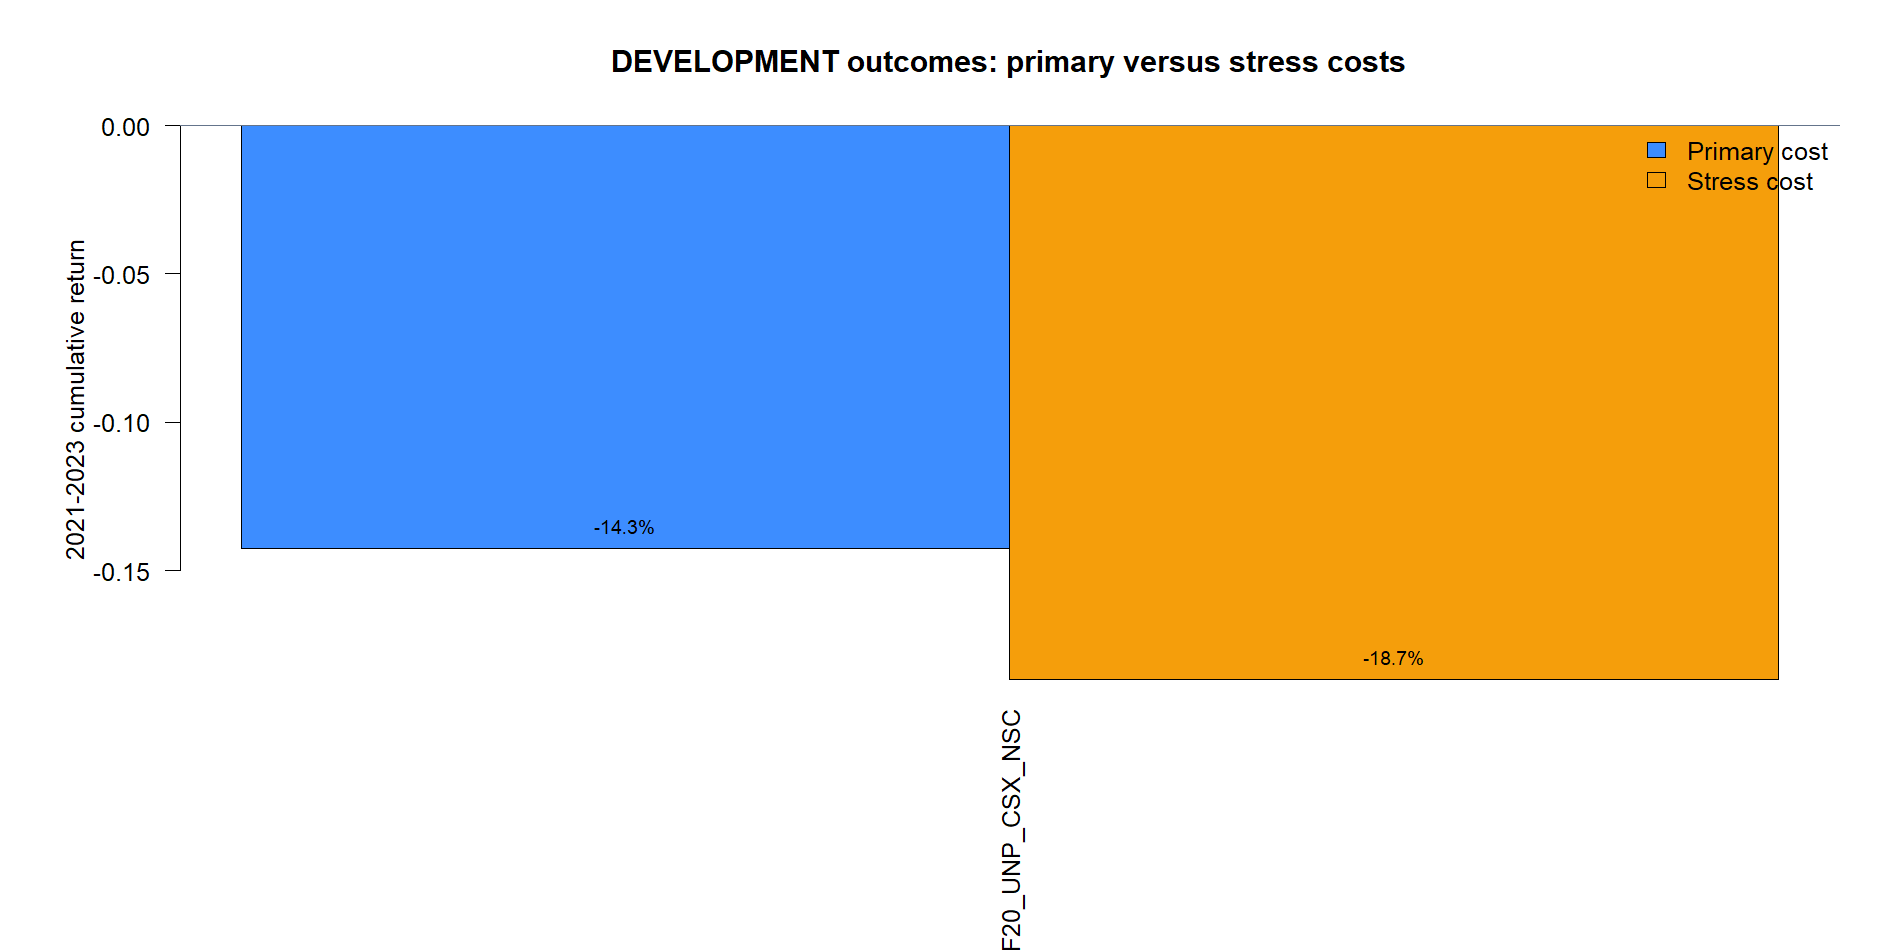 DEVELOPMENT outcomes: primary versus stress costs
0.00
-0.05
-0.10
-0.15
2021-2023 cumulative return
Primary cost
Stress cost
-14.3%
-18.7%
F20_UNP_CSX_NSC